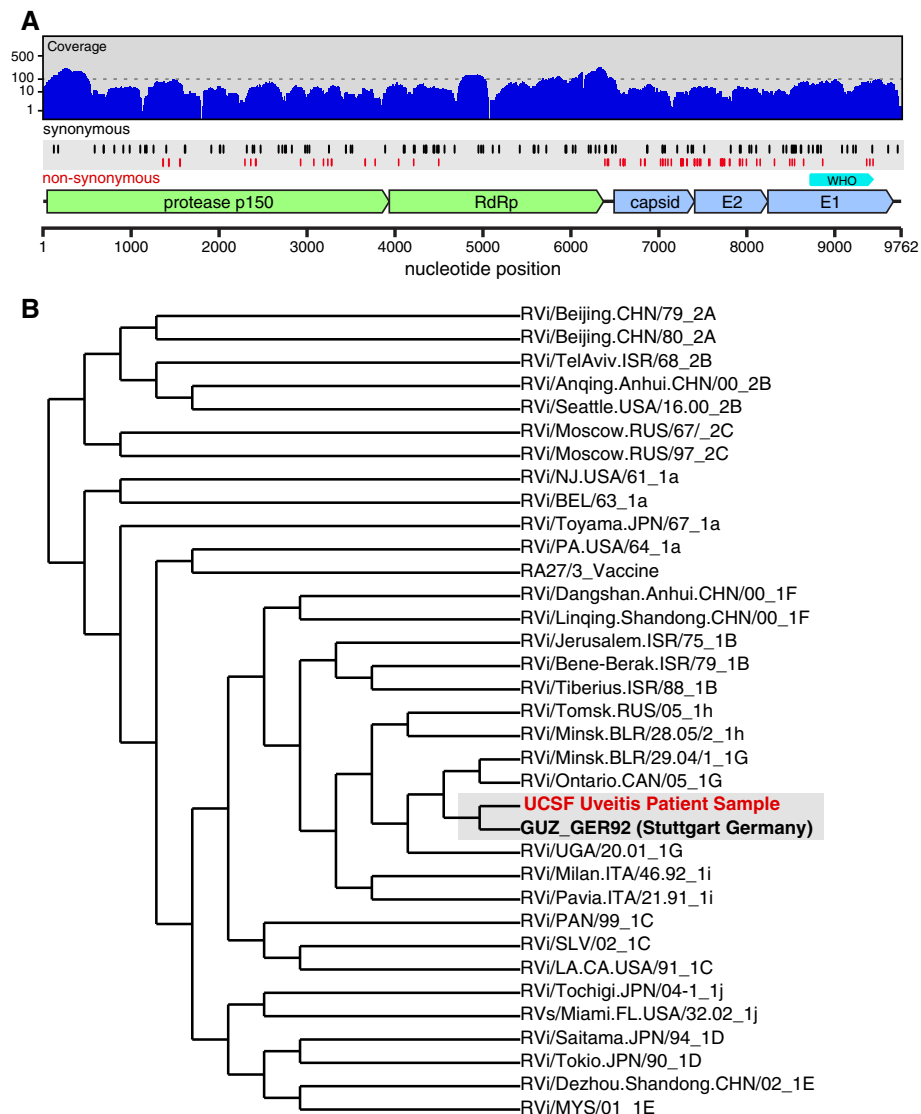 A
Coverage
500
100
10
1
synonymous
non-synonymous
WHO
protease p150
RdRp
capsid
E2
E1
1
1000
2000
3000
4000
5000
6000
7000
8000
9000
9762
nucleotide position
B
RVi/Beijing.CHN/79_2A
RVi/Beijing.CHN/80_2A
RVi/TelAviv.ISR/68_2B
RVi/Anqing.Anhui.CHN/00_2B
RVi/Seattle.USA/16.00_2B
RVi/Moscow.RUS/67/_2C
RVi/Moscow.RUS/97_2C
RVi/NJ.USA/61_1a
RVi/BEL/63_1a
RVi/Toyama.JPN/67_1a
RVi/PA.USA/64_1a
RA27/3_Vaccine
RVi/Dangshan.Anhui.CHN/00_1F
RVi/Linqing.Shandong.CHN/00_1F
RVi/Jerusalem.ISR/75_1B
RVi/Bene-Berak.ISR/79_1B
RVi/Tiberius.ISR/88_1B
RVi/Tomsk.RUS/05_1h
RVi/Minsk.BLR/28.05/2_1h
RVi/Minsk.BLR/29.04/1_1G
RVi/Ontario.CAN/05_1G
UCSF Uveitis Patient Sample
GUZ_GER92 (Stuttgart Germany)
RVi/UGA/20.01_1G
RVi/Milan.ITA/46.92_1i
RVi/Pavia.ITA/21.91_1i
RVi/PAN/99_1C
RVi/SLV/02_1C
RVi/LA.CA.USA/91_1C
RVi/Tochigi.JPN/04-1_1j
RVs/Miami.FL.USA/32.02_1j
RVi/Saitama.JPN/94_1D
RVi/Tokio.JPN/90_1D
RVi/Dezhou.Shandong.CHN/02_1E
RVi/MYS/01_1E